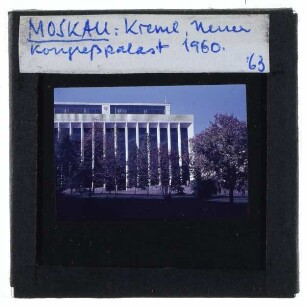 MOSKAU: Kreml, Neuer
Kongreßpalast 1960.
'63